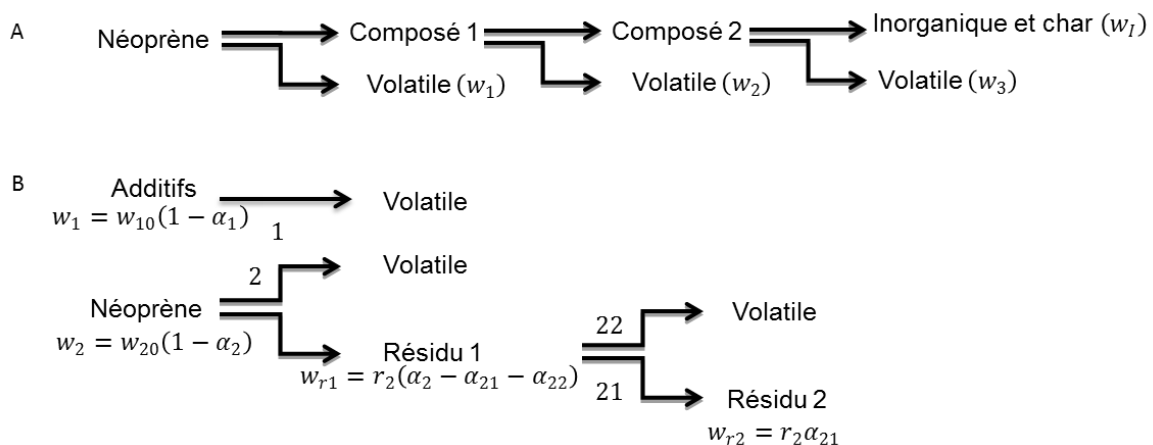 A
Néoprène
Composé 1
Composé 2
Inorganique et char (w_I)
Volatile (w_1)
Volatile (w_2)
Volatile (w_3)
B
Additifs
Volatile
w_1 = w_10(1 - α_1)
1
2
Volatile
Néoprène
w_2 = w_20(1 - α_2)
Résidu 1
w_r1 = r_2(α_2 - α_21 - α_22)
22
Volatile
21
Résidu 2
w_r2 = r_2α_21